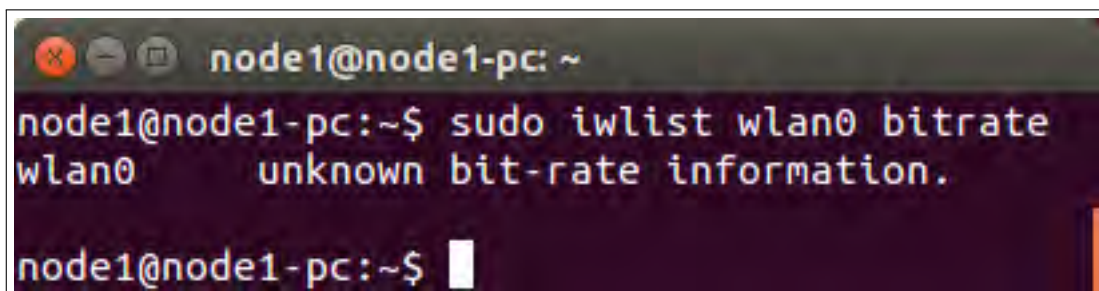 node1@node1-pc: ~
node1@node1-pc:~$ sudo iwlist wlan0 bitrate
wlan0     unknown bit-rate information.
node1@node1-pc:~$